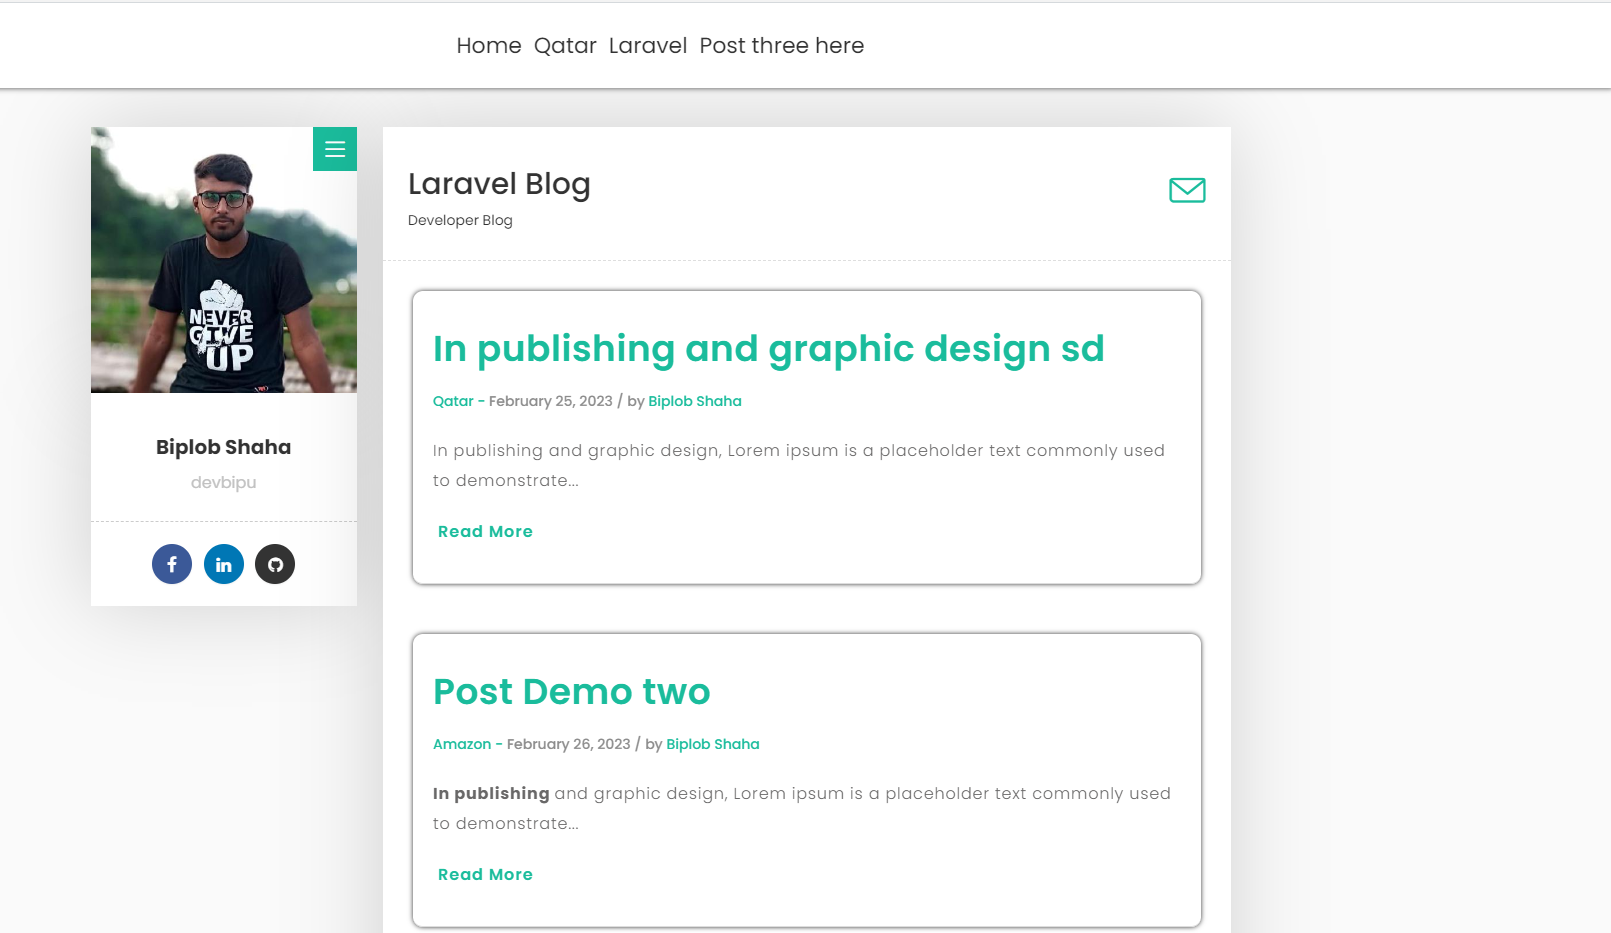 Home Qatar Laravel Post three here
NEVER
GIVE
UP
Biplob Shaha
devbipu
Laravel Blog
Developer Blog
In publishing and graphic design sd
Qatar - February 25, 2023 / by Biplob Shaha
In publishing and graphic design, Lorem ipsum is a placeholder text commonly used
to demonstrate...
Read More
Post Demo two
Amazon - February 26, 2023 / by Biplob Shaha
In publishing and graphic design, Lorem ipsum is a placeholder text commonly used
to demonstrate...
Read More